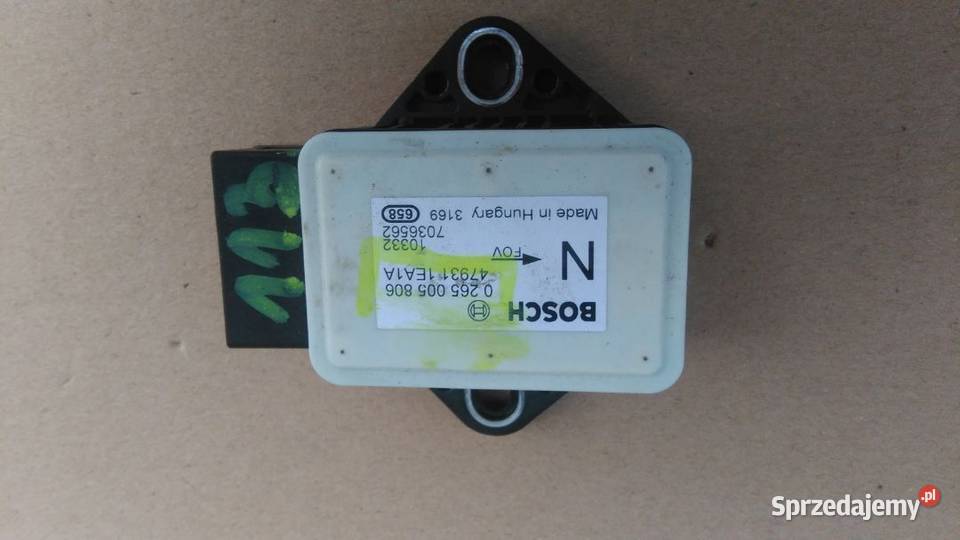 BOSCH
0 265 005 806
47931 1EA1A
N
FOV
10332
7036562
Made in Hungary 3169 658
Sprzedajemy.pl